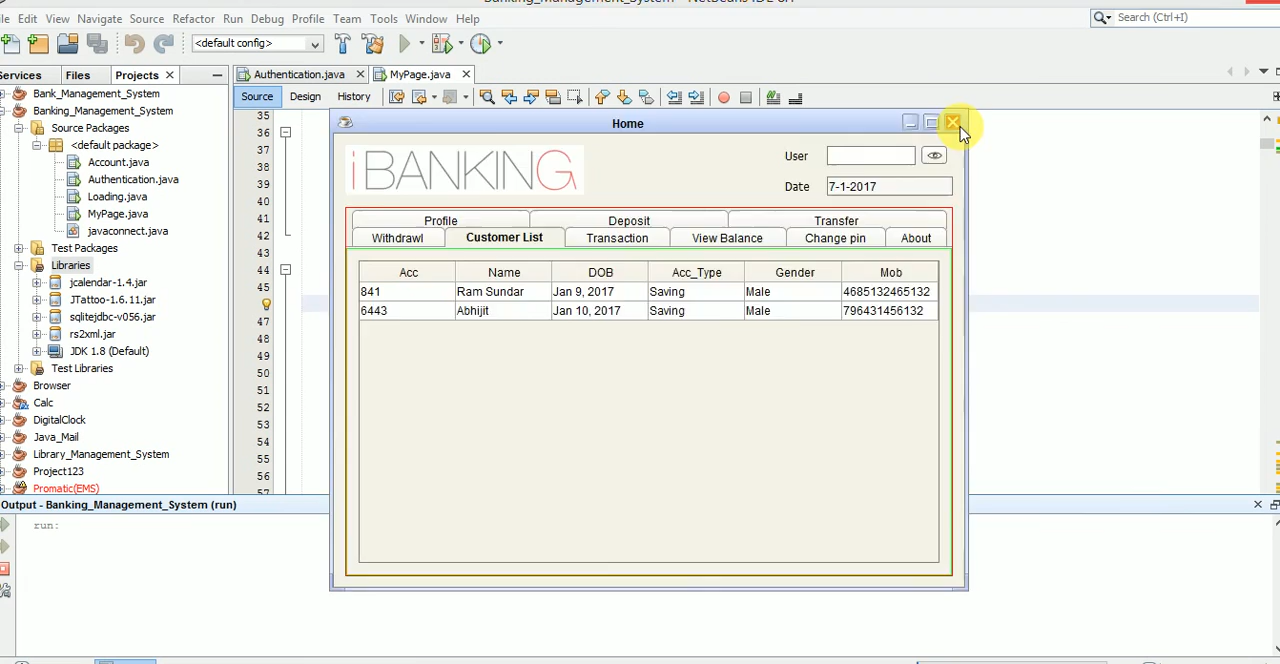 Banking_Management_System - NetBeans IDE 8.1
File Edit View Navigate Source Refactor Run Debug Profile Team Tools Window Help
Search (Ctrl+I)
<default config>
Services Files Projects
Authentication.java MyPage.java
Source Design History
Bank_Management_System
Banking_Management_System
Source Packages
<default package>
Account.java
Authentication.java
Loading.java
MyPage.java
javaconnect.java
Test Packages
Libraries
jcalendar-1.4.jar
JTattoo-1.6.11.jar
sqlitejdbc-v056.jar
rs2xml.jar
JDK 1.8 (Default)
Test Libraries
Browser
Calc
DigitalClock
Java_Mail
Library_Management_System
Project123
Promatic(EMS)
35
36
37
38
39
40
41
42
43
44
45
47
48
49
50
51
52
53
54
55
56
57
Home
iBANKING
User
Date 7-1-2017
Profile Deposit Transfer
Withdrawl Customer List Transaction View Balance Change pin About
Acc Name DOB Acc_Type Gender Mob
841 Ram Sundar Jan 9, 2017 Saving Male 4685132465132
6443 Abhijit Jan 10, 2017 Saving Male 796431456132
Output - Banking_Management_System (run)
run: